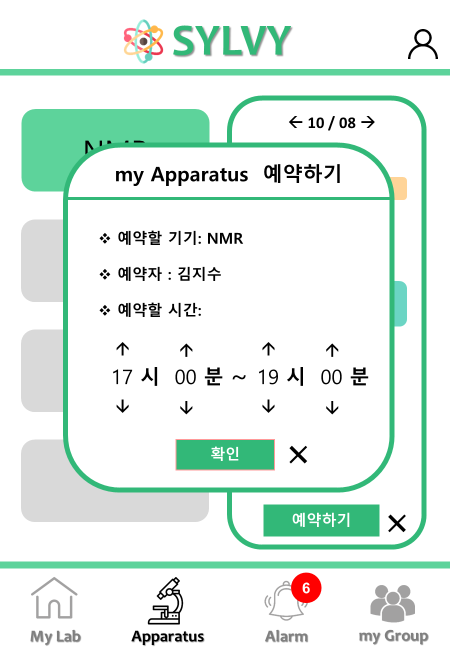 SYLVY
← 10 / 08 →
NMR
my Apparatus 예약하기
❖ 예약할 기기: NMR
❖ 예약자 : 김지수
❖ 예약할 시간:
17 시 00 분 ~ 19 시 00 분
확인
예약하기
6
My Lab
Apparatus
Alarm
my Group